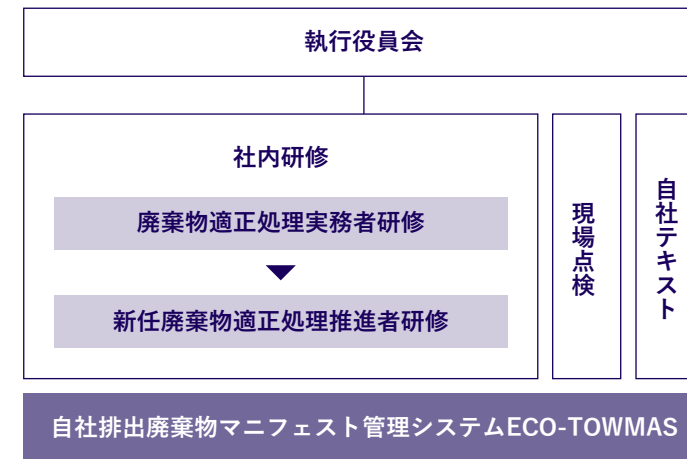 執行役員会
社内研修
廃棄物適正処理実務者研修
新任廃棄物適正処理推進者研修
現場点検
自社テキスト
自社排出廃棄物マニフェスト管理システムECO-TOWMAS